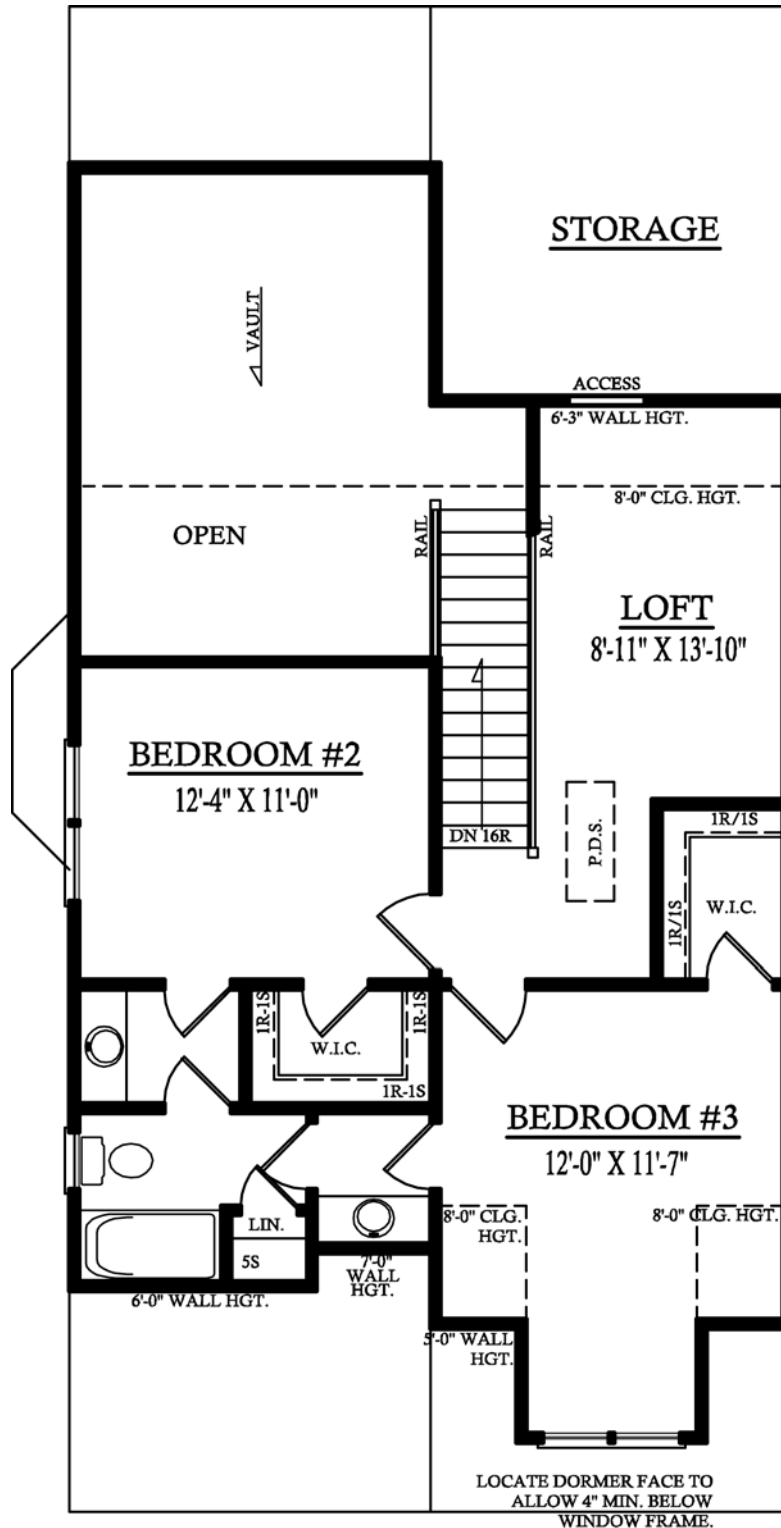 STORAGE
VAULT
ACCESS
6'-3" WALL HGT.
8'-0" CLG. HGT.
OPEN
RAIL
RAIL
LOFT
8'-11" X 13'-10"
BEDROOM #2
12'-4" X 11'-0"
DN 16R
P.D.S.
1R/1S
1R/1S
W.I.C.
1R-1S
1R-1S
W.I.C.
1R-1S
BEDROOM #3
12'-0" X 11'-7"
8'-0" CLG.
HGT.
8'-0" CLG. HGT.
LIN.
5S
7'-0"
WALL
HGT.
6'-0" WALL HGT.
5'-0" WALL
HGT.
LOCATE DORMER FACE TO
ALLOW 4" MIN. BELOW
WINDOW FRAME.